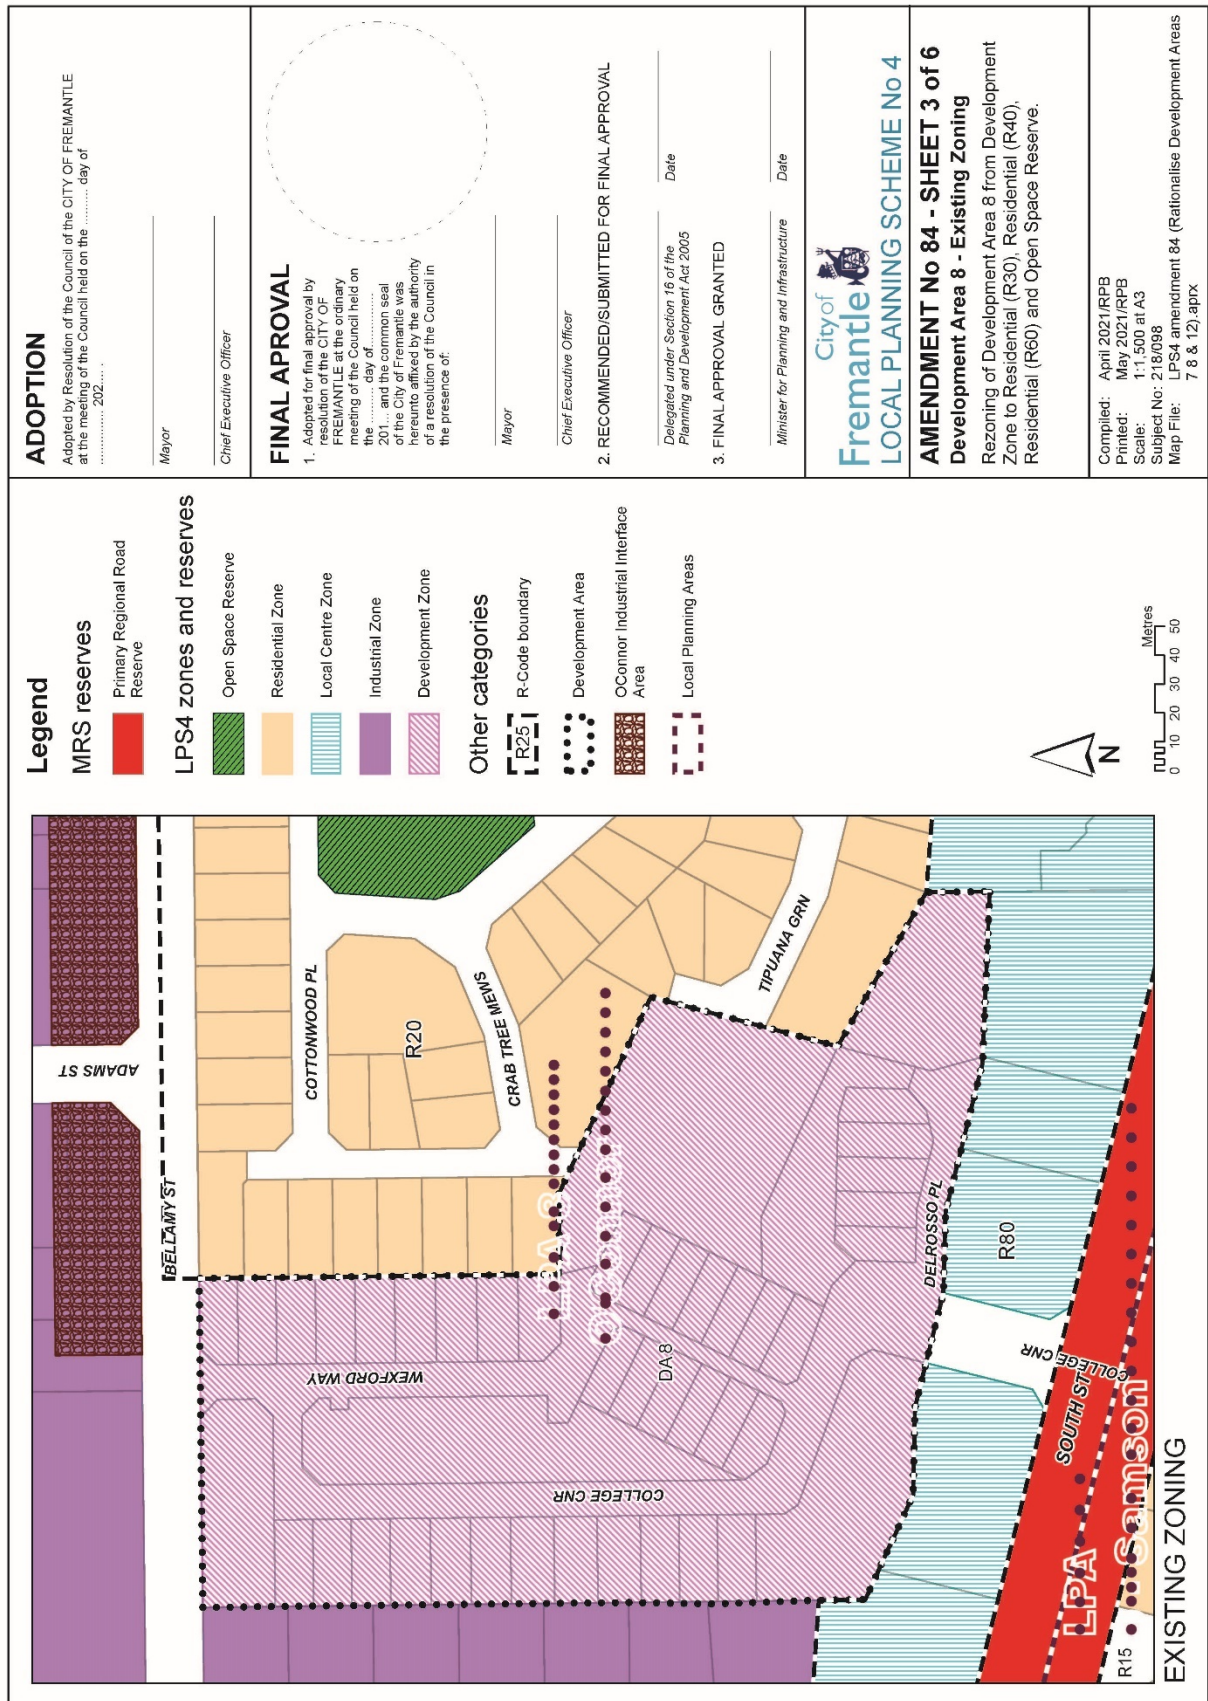 ADOPTION
Adopted by Resolution of the Council of the CITY OF FREMANTLE
at the meeting of the Council held on the ............ day of
............ 202.... .
Mayor
Chief Executive Officer
FINAL APROVAL
1. Adopted for final approval by
resolution of the CITY OF
FREMANTLE at the ordinary
meeting of the Council held on
the ......... day of............
201... and the common seal
of the City of Fremantle was
hereunto affixed by the authority
of a resolution of the Council in
the presence of:
Mayor
Chief Executive Officer
2. RECOMMENDED/SUBMITTED FOR FINAL APPROVAL
Delegated under Section 16 of the
Planning and Development Act 2005
Date
3. FINAL APPROVAL GRANTED
Minister for Planning and Infrastructure
Date
City of
Fremantle
LOCAL PLANNING SCHEME No 4
AMENDMENT No 84 - SHEET 3 of 6
Development Area 8 - Existing Zoning
Rezoning of Development Area 8 from Development
Zone to Residential (R30), Residential (R40),
Residential (R60) and Open Space Reserve.
Compiled: April 2021/RPB
Printed: May 2021/RPB
Scale: 1:1,500 at A3
Subject No: 218/098
Map File: LPS4 amendment 84 (Rationalise Development Areas
7 8 & 12).aprx
Legend
MRS reserves
Primary Regional Road
Reserve
LPS4 zones and reserves
Open Space Reserve
Residential Zone
Local Centre Zone
Industrial Zone
Development Zone
Other categories
R25
R-Code boundary
Development Area
OConnor Industrial Interface
Area
Local Planning Areas
N
Metres
0 10 20 30 40 50
ADAMS ST
BELLAMY ST
COTTONWOOD PL
R20
CRAB TREE MEWS
TIPUANA GRN
LPA 8
O'Connor
WEXFORD WAY
DA8
COLLEGE CNR
DELROSSO PL
R80
COLLEGE CNR
SOUTH ST
LPA
Samson
R15
EXISTING ZONING